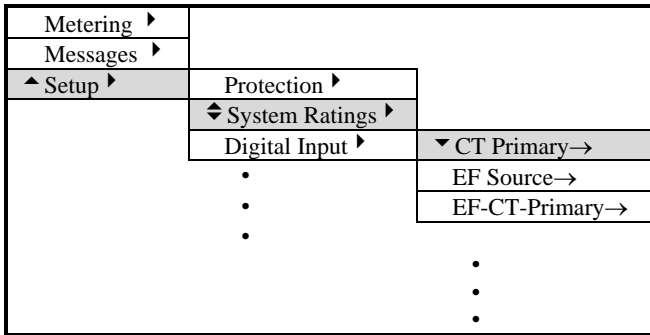 Metering ▶
Messages ▶
▲ Setup ▶ Protection ▶
◆ System Ratings ▶
Digital Input ▶ ▼ CT Primary→
• EF Source→
• EF-CT-Primary→
•
•
•
•